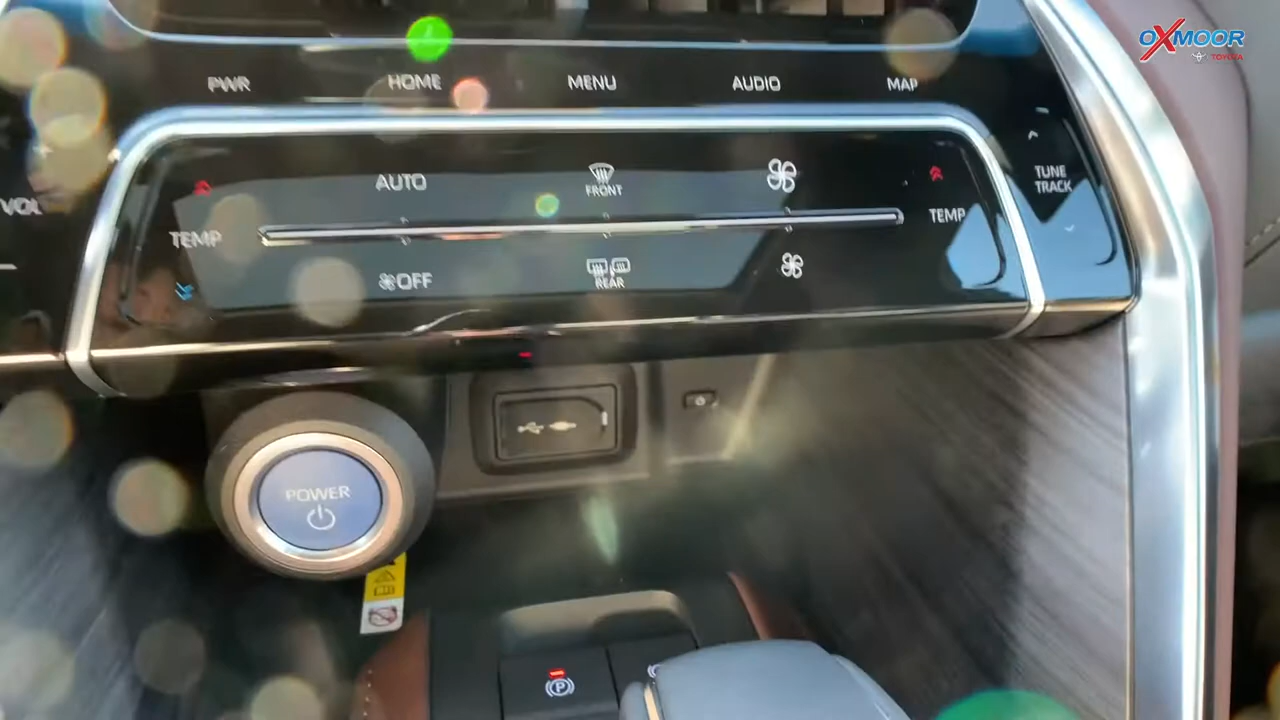 OXMOOR
TOYOTA
PWR HOME MENU AUDIO MAP
AUTO
FRONT
TUNE
TRACK
VOL
TEMP
TEMP
OFF
REAR
POWER
P